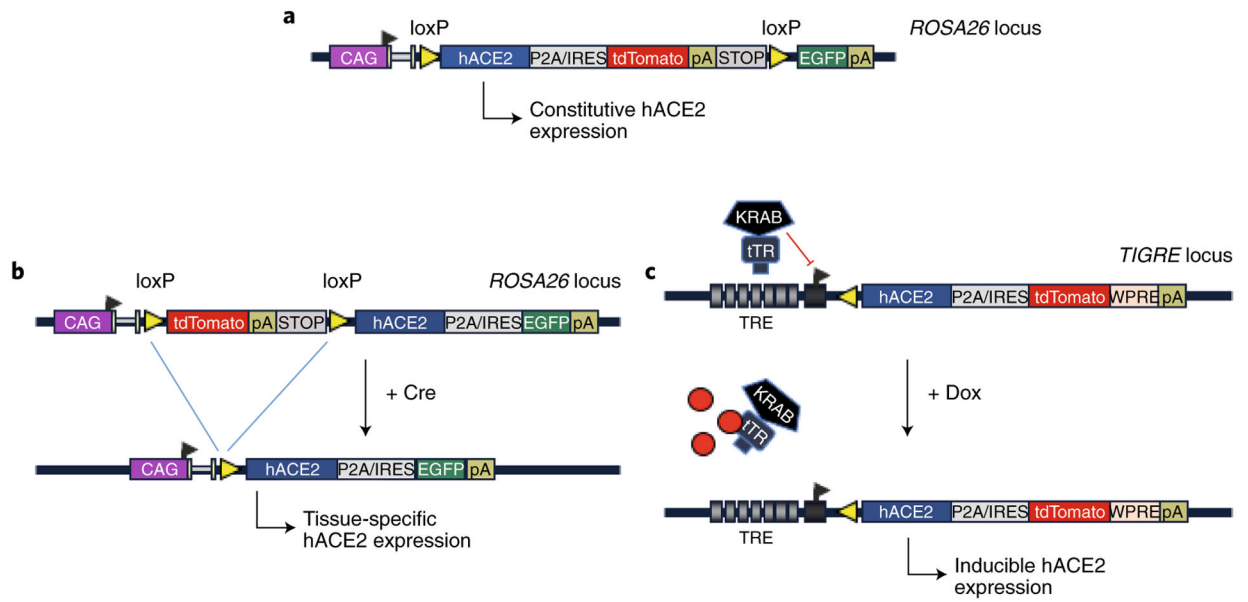 a
loxP loxP ROSA26 locus
CAG hACE2 P2A/IRES tdTomato pA STOP EGFP pA
Constitutive hACE2
expression
b
loxP loxP ROSA26 locus
CAG tdTomato pA STOP hACE2 P2A/IRES EGFP pA
+ Cre
CAG hACE2 P2A/IRES EGFP pA
Tissue-specific
hACE2 expression
c
KRAB
tTR
TIGRE locus
hACE2 P2A/IRES tdTomato WPRE pA
TRE
+ Dox
KRAB
tTR
hACE2 P2A/IRES tdTomato WPRE pA
TRE
Inducible hACE2
expression